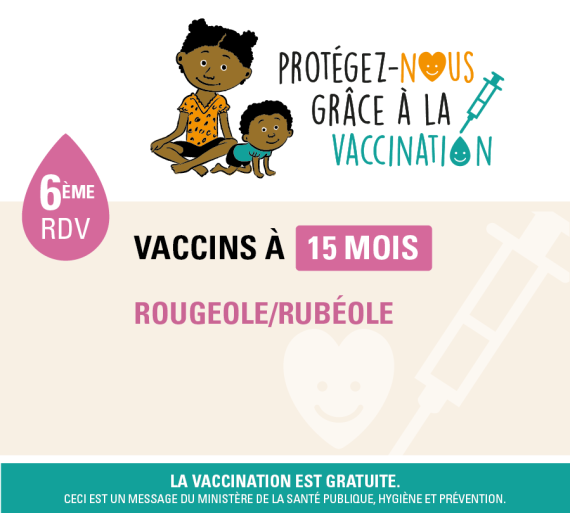 PROTÉGEZ-NOUS
GRÂCE À LA
VACCINATION
6ÈME
RDV
VACCINS À 15 MOIS
ROUGEOLE/RUBÉOLE
LA VACCINATION EST GRATUITE.
CECI EST UN MESSAGE DU MINISTÈRE DE LA SANTÉ PUBLIQUE, HYGIÈNE ET PRÉVENTION.